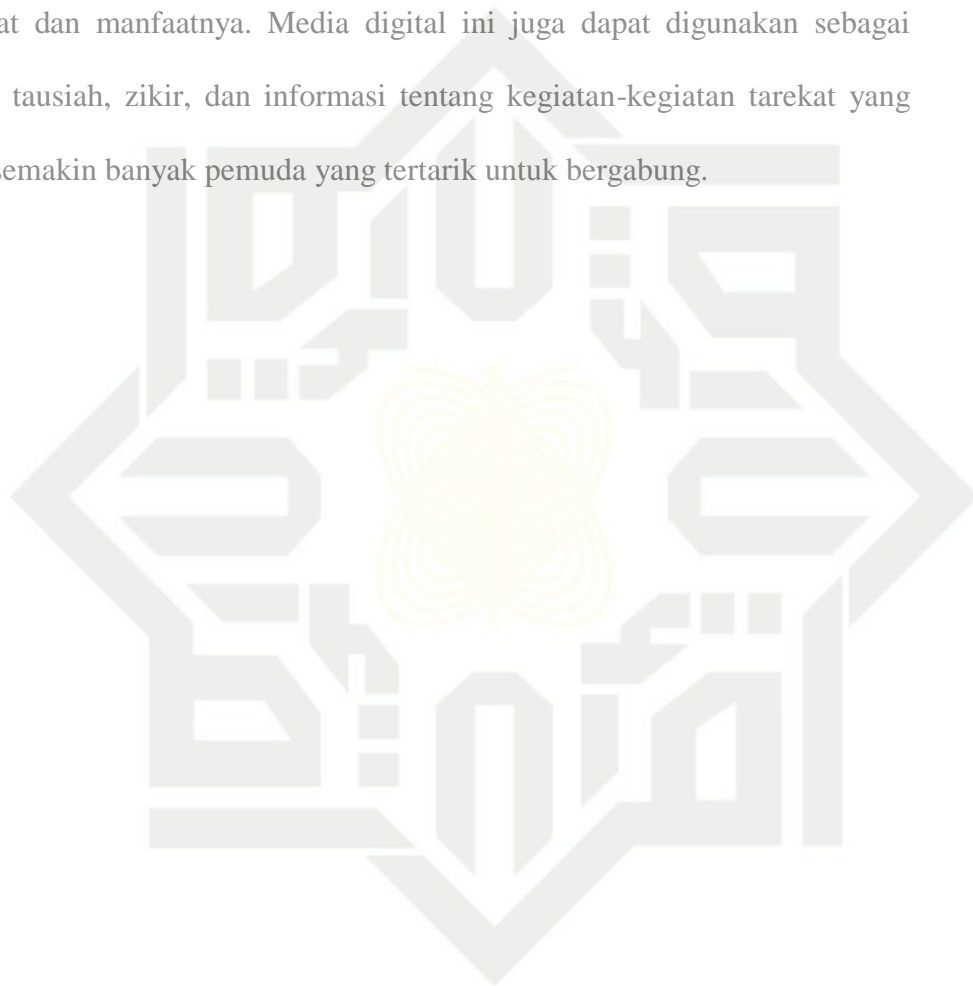 dan manfaatnya. Media digital ini juga dapat digunakan sebagai
tausiah, zikir, dan informasi tentang kegiatan-kegiatan tarekat yang
semakin banyak pemuda yang tertarik untuk bergabung.